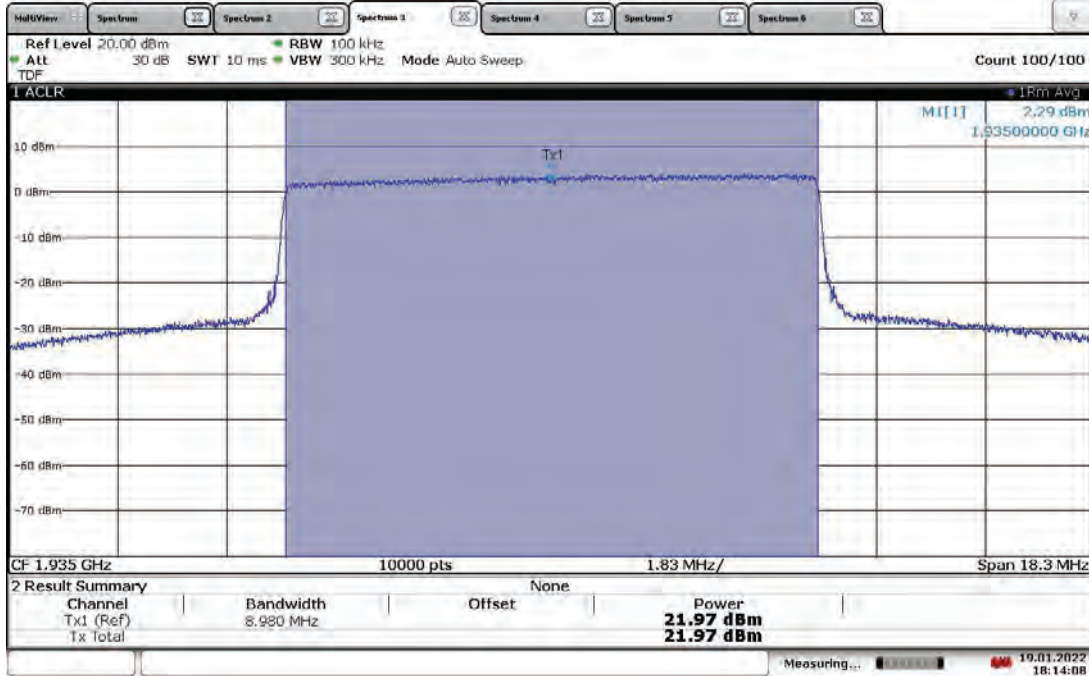 MultiView Spectrum Spectrum 2 Spectrum 3 Spectrum 4 Spectrum 5 Spectrum 6
Ref Level 20.00 dBm RBW 100 kHz
Att 30 dB SWT 10 ms VBW 300 kHz Mode Auto Sweep Count 100/100
TDF
1 ACLR 1Rm Avg
M1[1] 2.29 dBm
1.93500000 GHz
10 dBm
Tx1
0 dBm
-10 dBm
-20 dBm
-30 dBm
-40 dBm
-50 dBm
-60 dBm
-70 dBm
CF 1.935 GHz 10000 pts 1.83 MHz/ Span 18.3 MHz
2 Result Summary None
Channel Bandwidth Offset Power
Tx1 (Ref) 8.980 MHz 21.97 dBm
Tx Total 21.97 dBm
Measuring... 19.01.2022
18:14:08